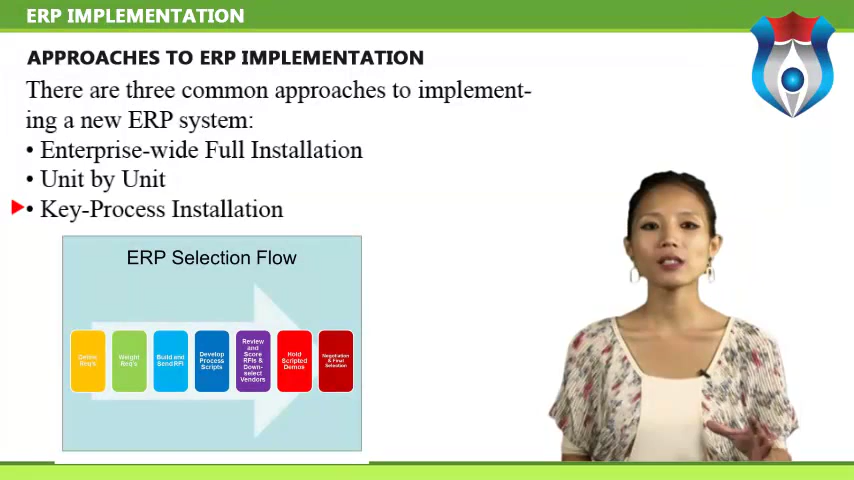 ERP IMPLEMENTATION
APPROACHES TO ERP IMPLEMENTATION
There are three common approaches to implement-
ing a new ERP system:
• Enterprise-wide Full Installation
• Unit by Unit
• Key-Process Installation
ERP Selection Flow
Define
Req's
Weight
Req's
Build and
Send RFI
Develop
Process
Scripts
Review
and
Score
RFIs &
Down-
select
Vendors
Hold
Scripted
Demos
Negotiation
& Final
Selection